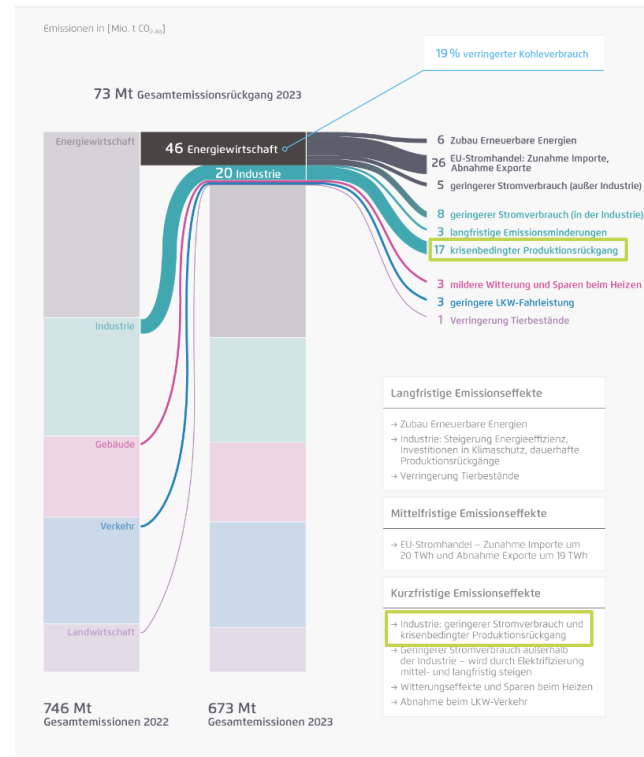 Emissionen in [Mio. t CO₂-äq]
19 % verringerter Kohleverbrauch
73 Mt Gesamtemissionsrückgang 2023
Energiewirtschaft
46 Energiewirtschaft
20 Industrie
6 Zubau Erneuerbare Energien
26 EU-Stromhandel: Zunahme Importe,
Abnahme Exporte
5 geringerer Stromverbrauch (außer Industrie)
8 geringerer Stromverbrauch (in der Industrie)
3 langfristige Emissionsminderungen
17 krisenbedingter Produktionsrückgang
3 mildere Witterung und Sparen beim Heizen
3 geringere LKW-Fahrleistung
1 Verringerung Tierbestände
Industrie
Gebäude
Verkehr
Landwirtschaft
746 Mt
Gesamtemissionen 2022
673 Mt
Gesamtemissionen 2023
Langfristige Emissionseffekte
→ Zubau Erneuerbare Energien
→ Industrie: Steigerung Energieeffizienz,
Investitionen in Klimaschutz, dauerhafte
Produktionsrückgänge
→ Verringerung Tierbestände
Mittelfristige Emissionseffekte
→ EU-Stromhandel – Zunahme Importe um
20 TWh und Abnahme Exporte um 19 TWh
Kurzfristige Emissionseffekte
→ Industrie: geringerer Stromverbrauch und
krisenbedingter Produktionsrückgang
→ Geringerer Stromverbrauch außerhalb
der Industrie – wird durch Elektrifizierung
mittel- und langfristig steigen
→ Witterungseffekte und Sparen beim Heizen
→ Abnahme beim LKW-Verkehr